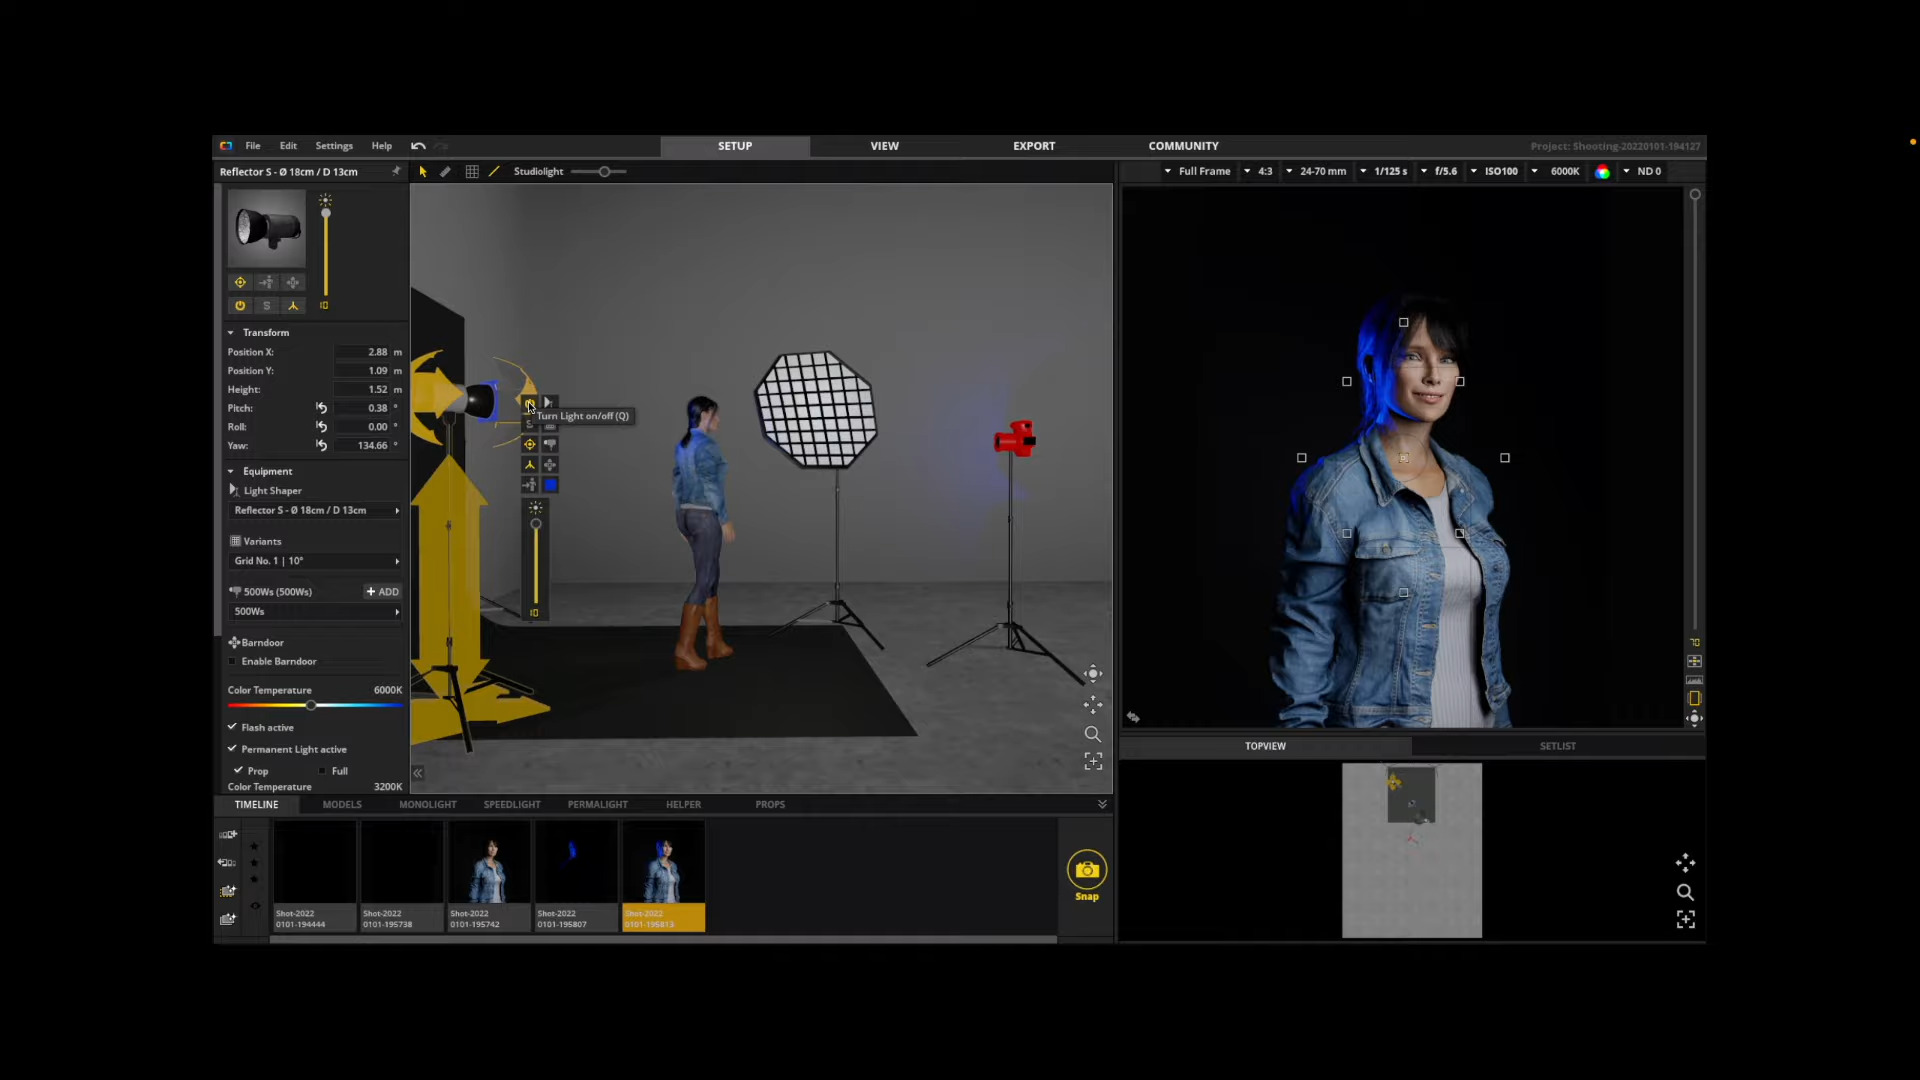 File Edit Settings Help
SETUP VIEW EXPORT COMMUNITY
Project: Shooting-20220101-194127
Reflector S - Ø 18cm / D 13cm
Studiolight
Full Frame 4:3 24-70 mm 1/125 s f/5.6 ISO100 6000K ND 0
10
S
Transform
Position X: 2.88 m
Position Y: 1.09 m
Height: 1.52 m
Pitch: 0.38 °
Roll: 0.00 °
Yaw: 134.66 °
Equipment
Light Shaper
Reflector S - Ø 18cm / D 13cm
Variants
Grid No. 1 | 10°
500Ws (500Ws) + ADD
500Ws
Barndoor
Enable Barndoor
Color Temperature 6000K
Flash active
Permanent Light active
Prop Full
Color Temperature 3200K
Turn Light on/off (Q)
S
10
70
TOPVIEW SETLIST
TIMELINE MODELS MONOLIGHT SPEEDLIGHT PERMALIGHT HELPER PROPS
Shot-2022
0101-194444
Shot-2022
0101-195738
Shot-2022
0101-195742
Shot-2022
0101-195807
Shot-2022
0101-195813
Snap